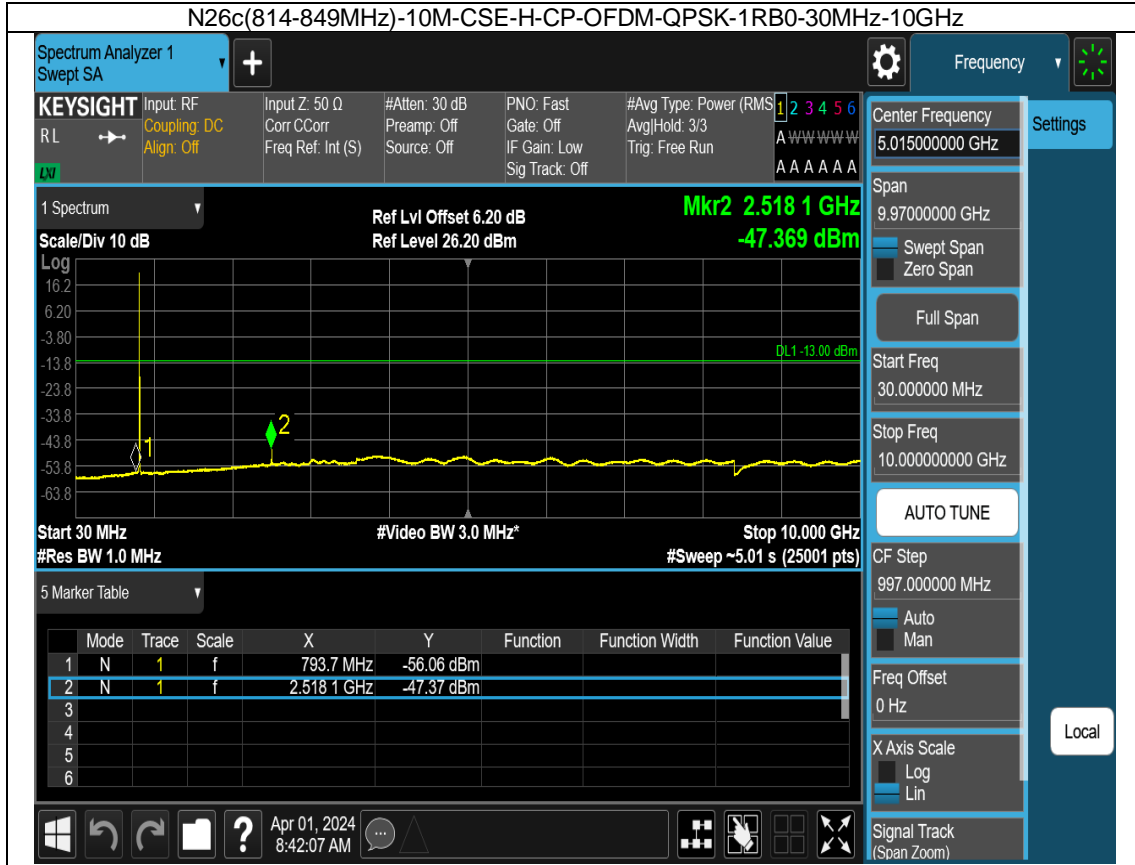 N26c(814-849MHz)-10M-CSE-H-CP-OFDM-QPSK-1RB0-30MHz-10GHz
Spectrum Analyzer 1
Swept SA
+
Frequency
KEYSIGHT
R L
LXI
Input: RF
Coupling: DC
Align: Off
Input Z: 50 Ω
Corr CCorr
Freq Ref: Int (S)
#Atten: 30 dB
Preamp: Off
Source: Off
PNO: Fast
Gate: Off
IF Gain: Low
Sig Track: Off
#Avg Type: Power (RMS
Avg|Hold: 3/3
Trig: Free Run
1 2 3 4 5 6
A W W W W W
A A A A A A
1 Spectrum
Scale/Div 10 dB
Ref Lvl Offset 6.20 dB
Ref Level 26.20 dBm
Mkr2 2.518 1 GHz
-47.369 dBm
Log
16.2
6.20
-3.80
-13.8
-23.8
-33.8
-43.8
-53.8
-63.8
DL1 -13.00 dBm
1
2
Start 30 MHz
#Res BW 1.0 MHz
#Video BW 3.0 MHz*
Stop 10.000 GHz
#Sweep ~5.01 s (25001 pts)
5 Marker Table
Mode Trace Scale X Y Function Function Width Function Value
1 N 1 f 793.7 MHz -56.06 dBm
2 N 1 f 2.518 1 GHz -47.37 dBm
3
4
5
6
Center Frequency
5.015000000 GHz
Span
9.97000000 GHz
Swept Span
Zero Span
Full Span
Start Freq
30.000000 MHz
Stop Freq
10.000000000 GHz
AUTO TUNE
CF Step
997.000000 MHz
Auto
Man
Freq Offset
0 Hz
X Axis Scale
Log
Lin
Signal Track
(Span Zoom)
Settings
Local
?
Apr 01, 2024
8:42:07 AM